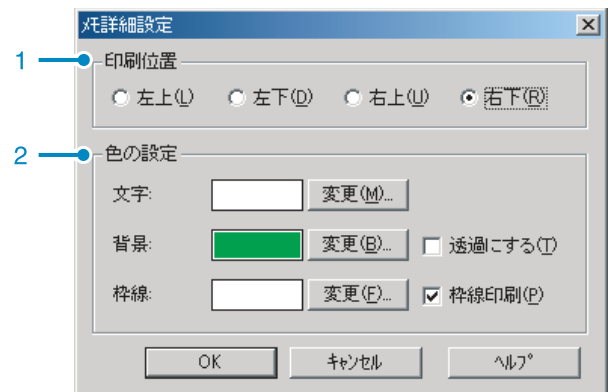 ﾒﾓ詳細設定
1
印刷位置
左上(L) 左下(D) 右上(U) 右下(R)
2
色の設定
文字: 変更(M)...
背景: 変更(B)... 透過にする(T)
枠線: 変更(F)... 枠線印刷(P)
OK ｷｬﾝｾﾙ ﾍﾙﾌﾟ